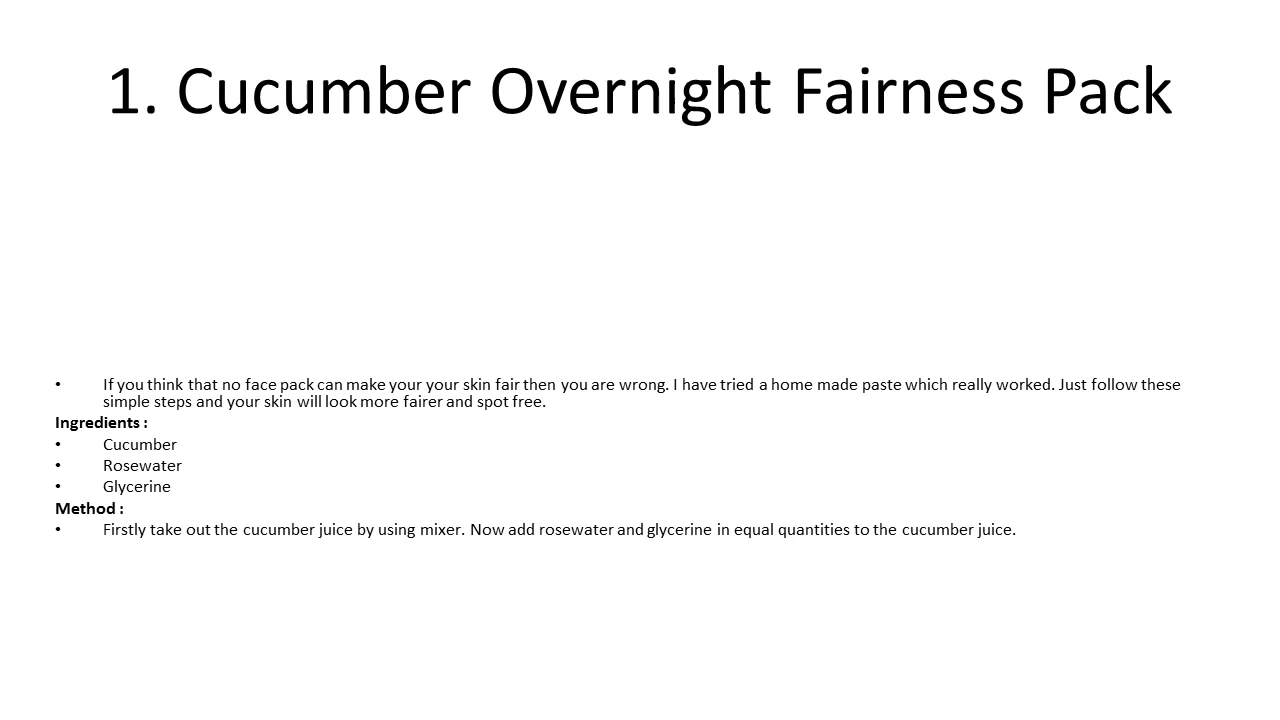 1. Cucumber Overnight Fairness Pack
• If you think that no face pack can make your your skin fair then you are wrong. I have tried a home made paste which really worked. Just follow these
simple steps and your skin will look more fairer and spot free.
Ingredients :
• Cucumber
• Rosewater
• Glycerine
Method :
• Firstly take out the cucumber juice by using mixer. Now add rosewater and glycerine in equal quantities to the cucumber juice.